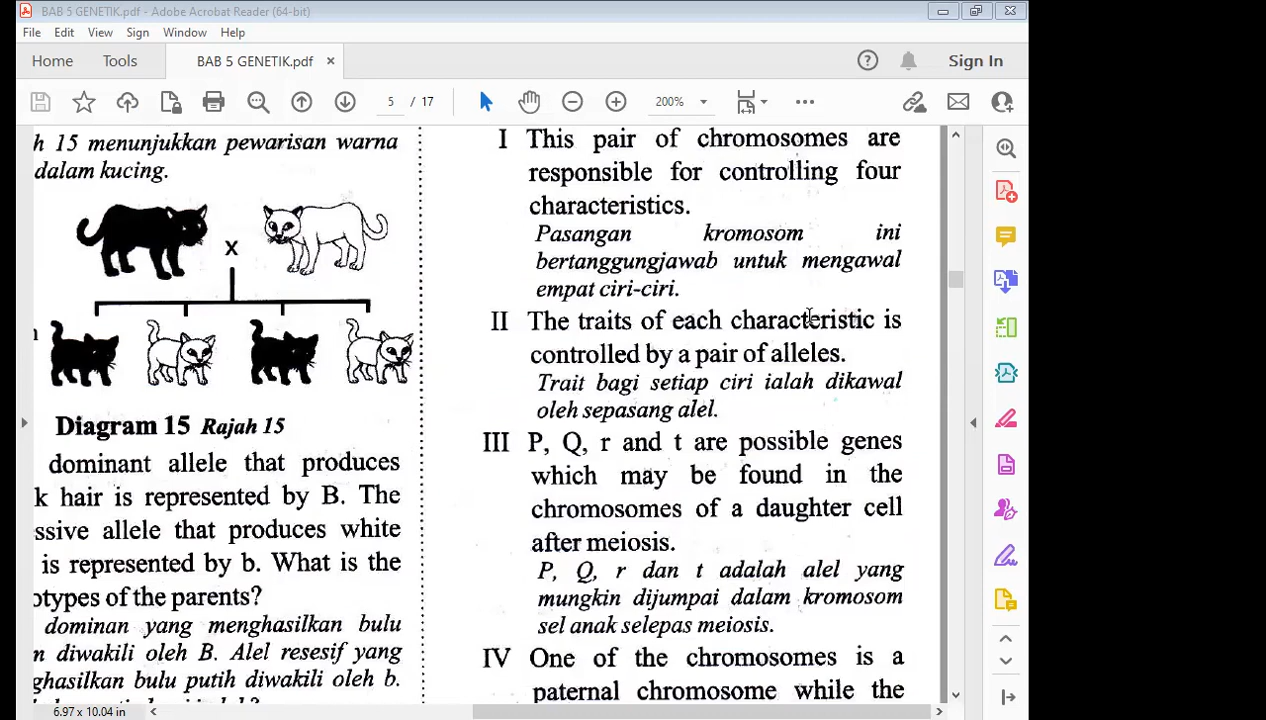 BAB 5 GENETIK.pdf - Adobe Acrobat Reader (64-bit)
File Edit View Sign Window Help
Home Tools BAB 5 GENETIK.pdf × Sign In
5 / 17 200%
h 15 menunjukkan pewarisan warna
dalam kucing.
x
Diagram 15 Rajah 15
dominant allele that produces
k hair is represented by B. The
ssive allele that produces white
is represented by b. What is the
otypes of the parents?
dominan yang menghasilkan bulu
n diwakili oleh B. Alel resesif yang
ghasilkan bulu putih diwakili oleh b.
I This pair of chromosomes are
responsible for controlling four
characteristics.
Pasangan kromosom ini
bertanggungjawab untuk mengawal
empat ciri-ciri.
II The traits of each characteristic is
controlled by a pair of alleles.
Trait bagi setiap ciri ialah dikawal
oleh sepasang alel.
III P, Q, r and t are possible genes
which may be found in the
chromosomes of a daughter cell
after meiosis.
P, Q, r dan t adalah alel yang
mungkin dijumpai dalam kromosom
sel anak selepas meiosis.
IV One of the chromosomes is a
paternal chromosome while the
6.97 x 10.04 in